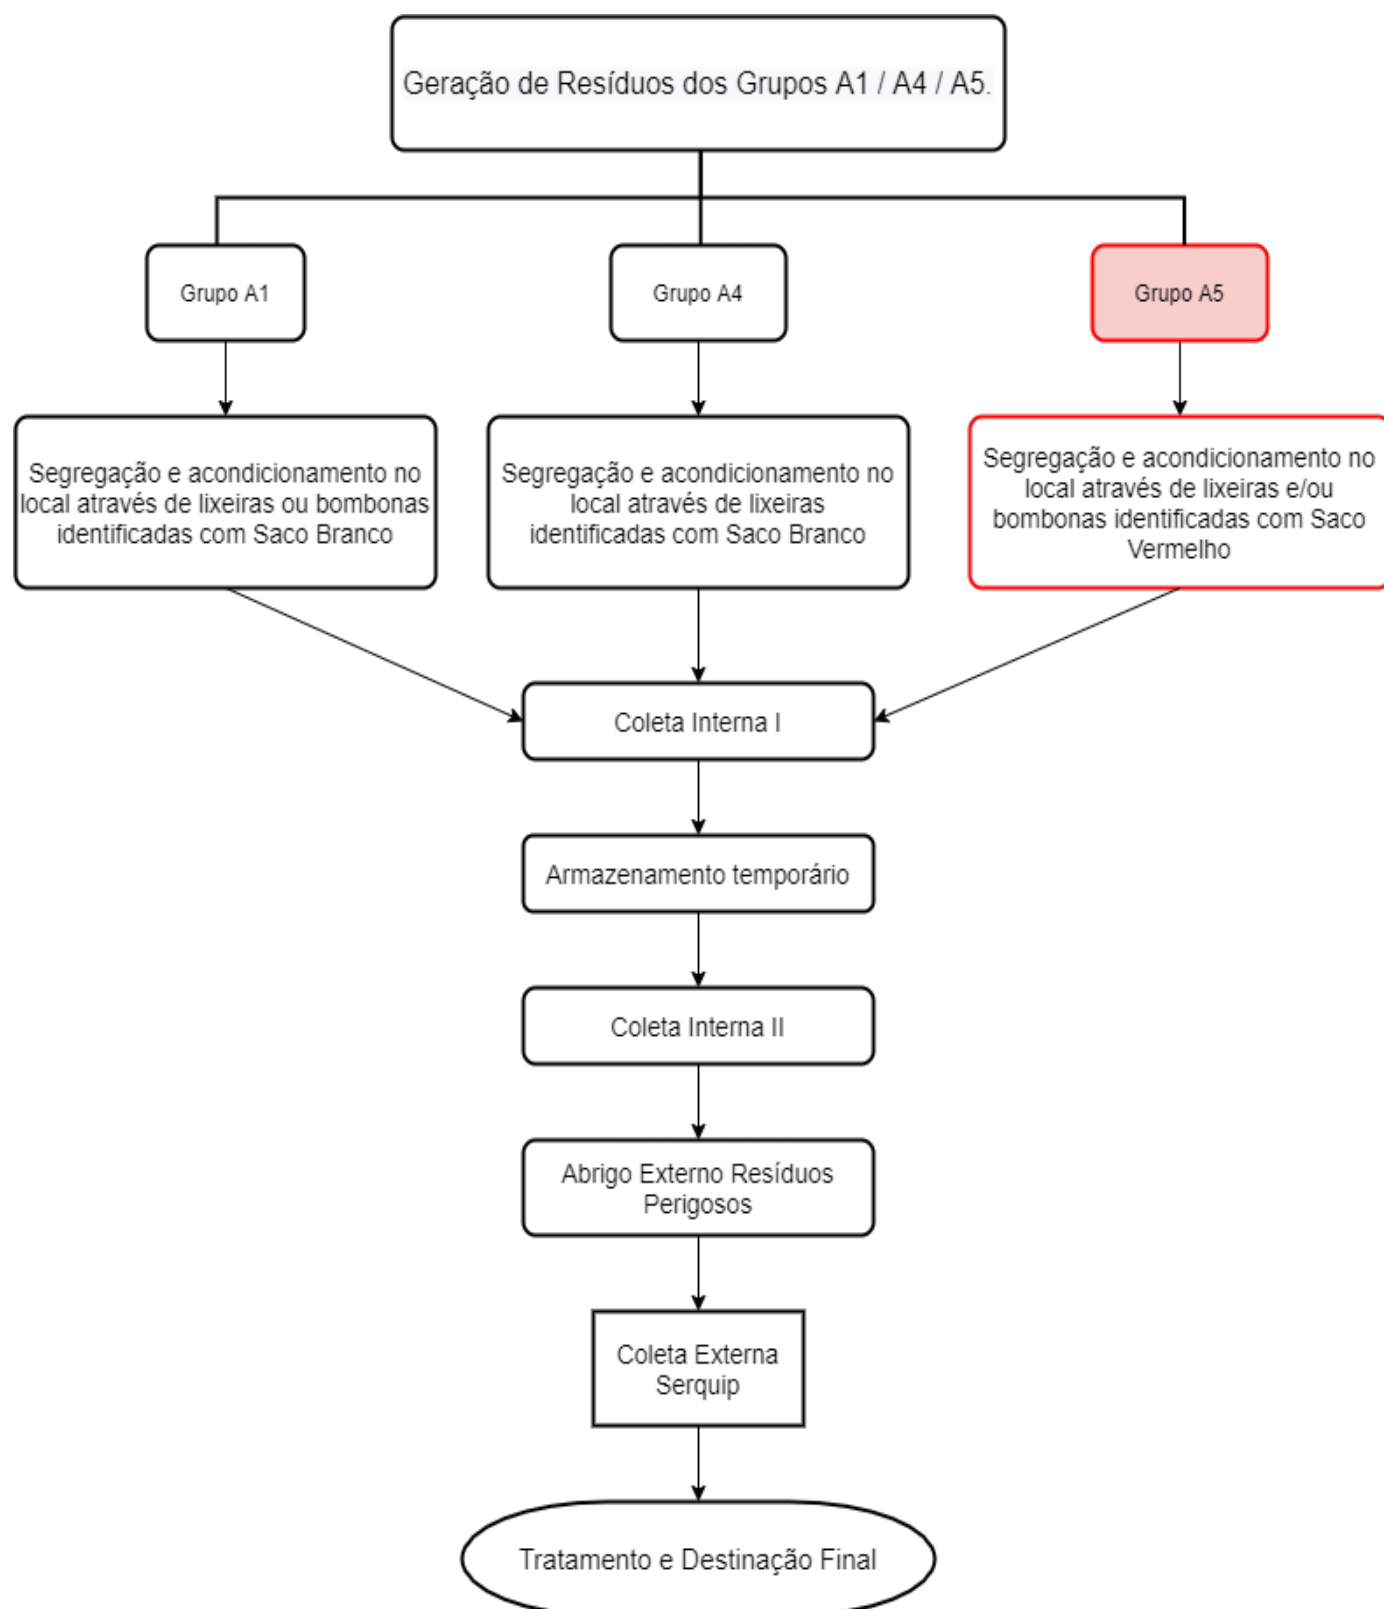 Geração de Resíduos dos Grupos A1 / A4 / A5.
Grupo A1
Grupo A4
Grupo A5
Segregação e acondicionamento no
local através de lixeiras ou bombonas
identificadas com Saco Branco
Segregação e acondicionamento no
local através de lixeiras
identificadas com Saco Branco
Segregação e acondicionamento no
local através de lixeiras e/ou
bombonas identificadas com Saco
Vermelho
Coleta Interna I
Armazenamento temporário
Coleta Interna II
Abrigo Externo Resíduos
Perigosos
Coleta Externa
Serquip
Tratamento e Destinação Final